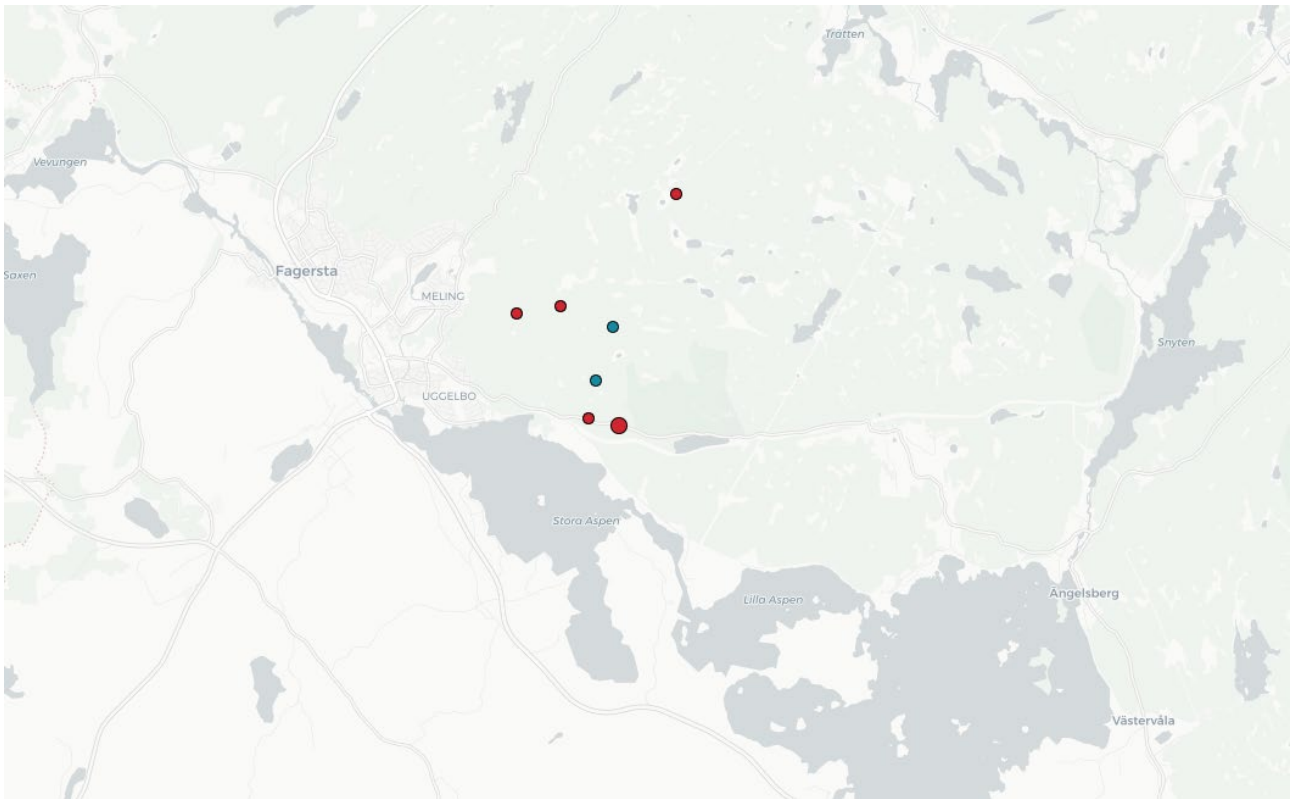 Tratten
Vevungen
Saxen
Fagersta
MELING
Snyten
UGGELBO
Stora Aspen
Ängelsberg
Lilla Aspen
Västervåla